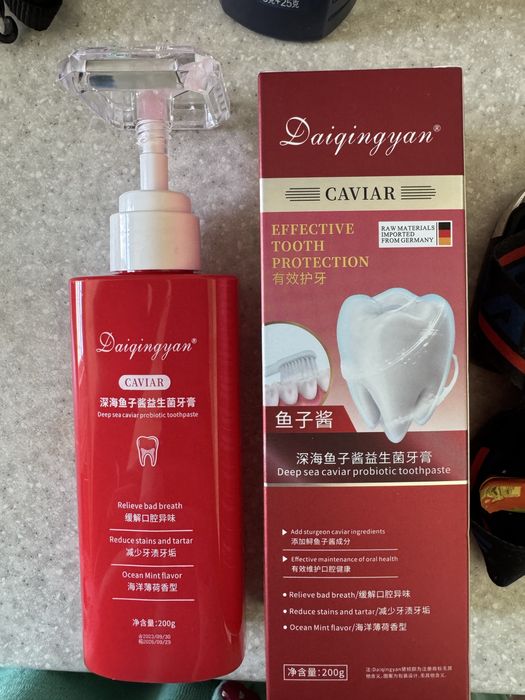 克+25克
Daiqingyan®
CAVIAR
深海鱼子酱益生菌牙膏
Deep sea caviar probiotic toothpaste
Relieve bad breath
缓解口腔异味
Reduce stains and tartar
减少牙渍牙垢
Ocean Mint flavor
海洋薄荷香型
净含量:200g
Daiqingyan®
CAVIAR
EFFECTIVE
TOOTH
PROTECTION
有效护牙
RAW MATERIALS
IMPORTED
FROM GERMANY
鱼子酱
深海鱼子酱益生菌牙膏
Deep sea caviar probiotic toothpaste
Add sturgeon caviar ingredients
添加鲟鱼子酱成分
Effective maintenance of oral health
有效维护口腔健康
Relieve bad breath/缓解口腔异味
Reduce stains and tartar/减少牙渍牙垢
Ocean Mint flavor/海洋薄荷香型
净含量:200g